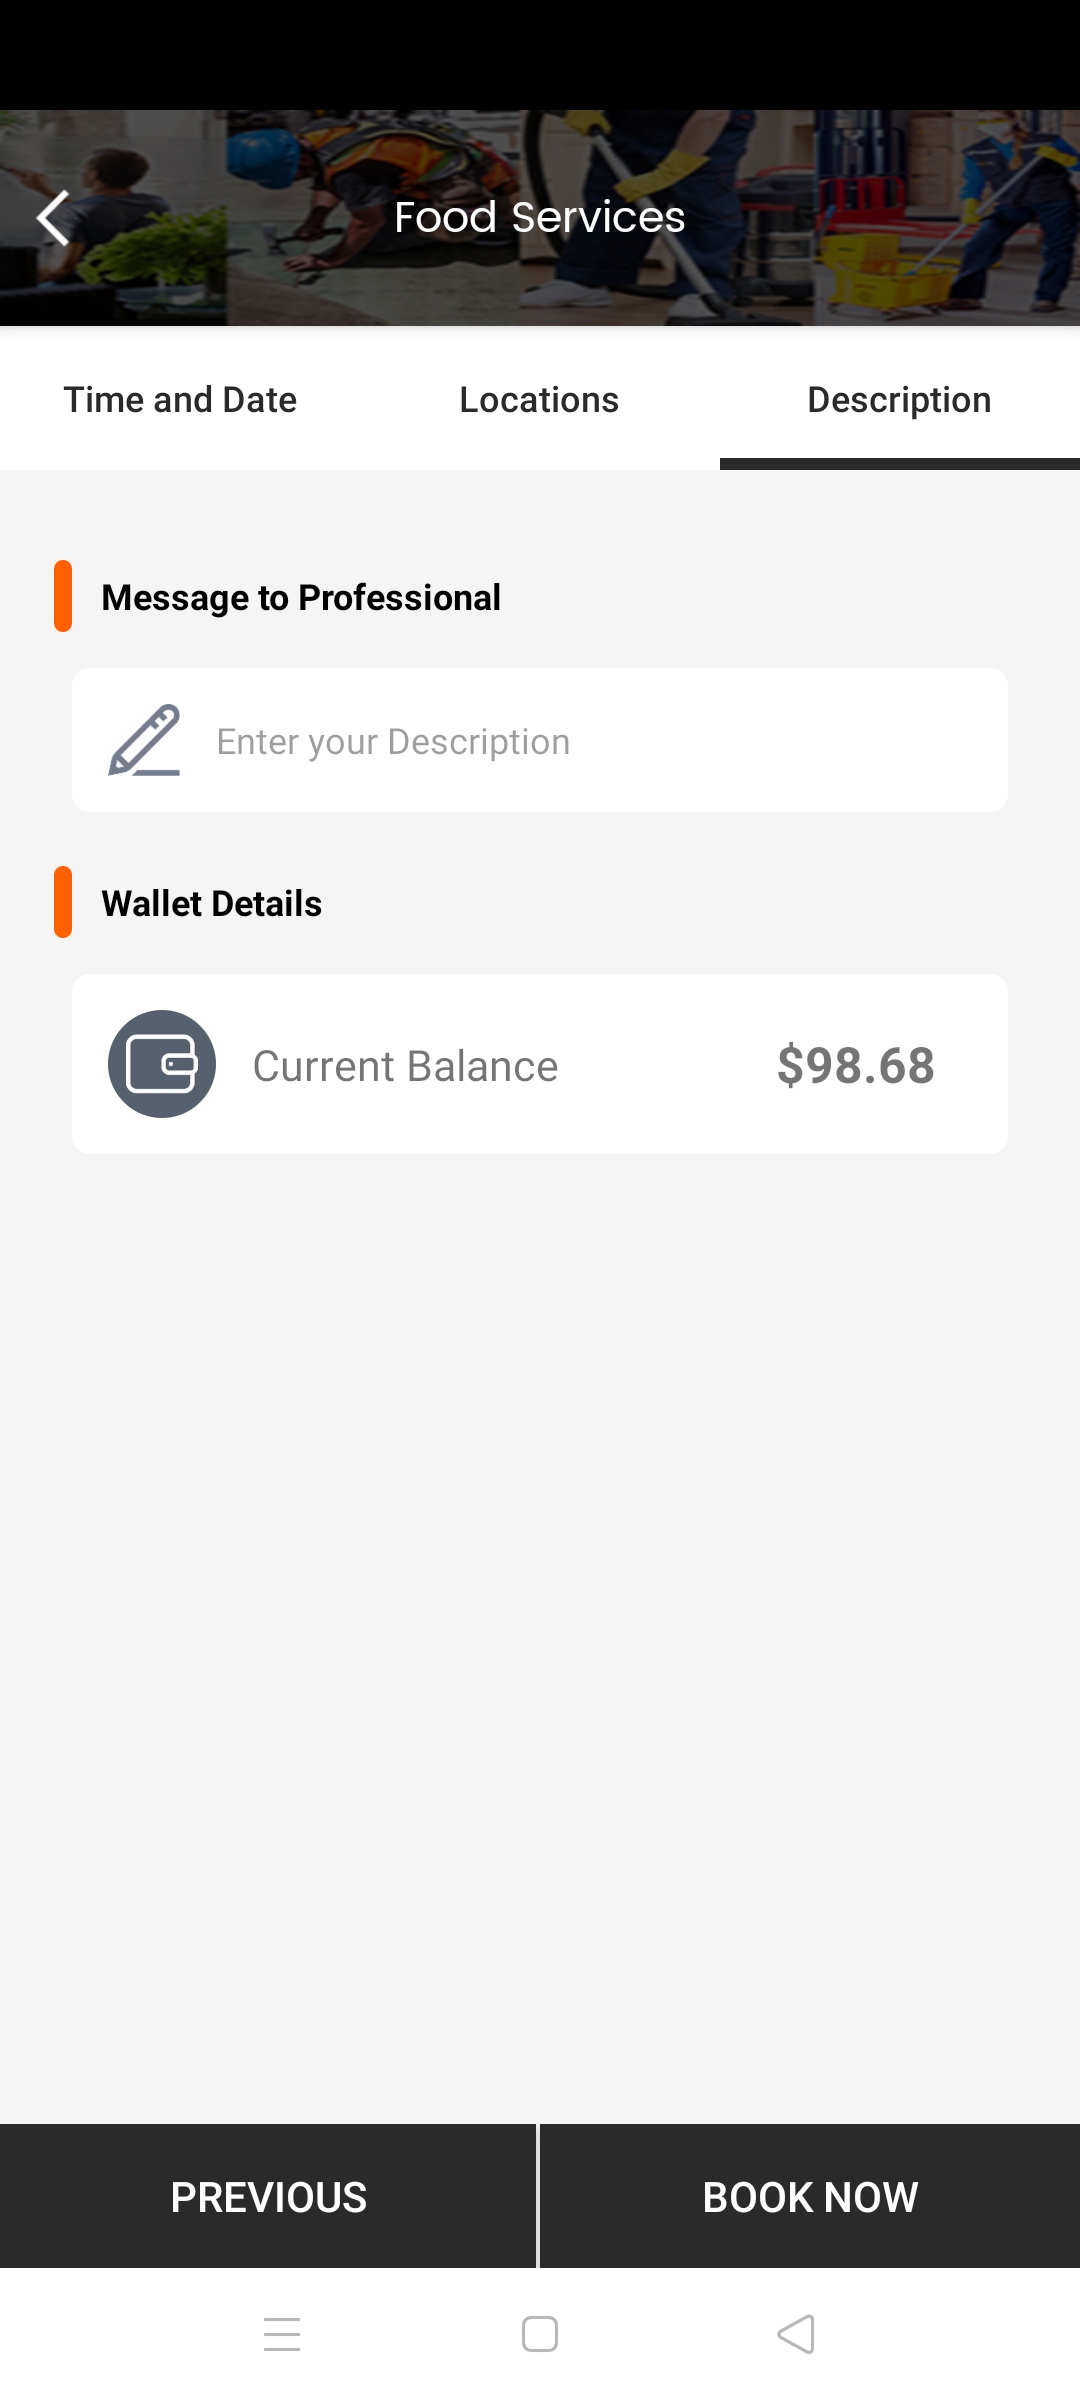 Food Services
Time and Date
Locations
Description
Message to Professional
Enter your Description
Wallet Details
Current Balance
$98.68
PREVIOUS
BOOK NOW